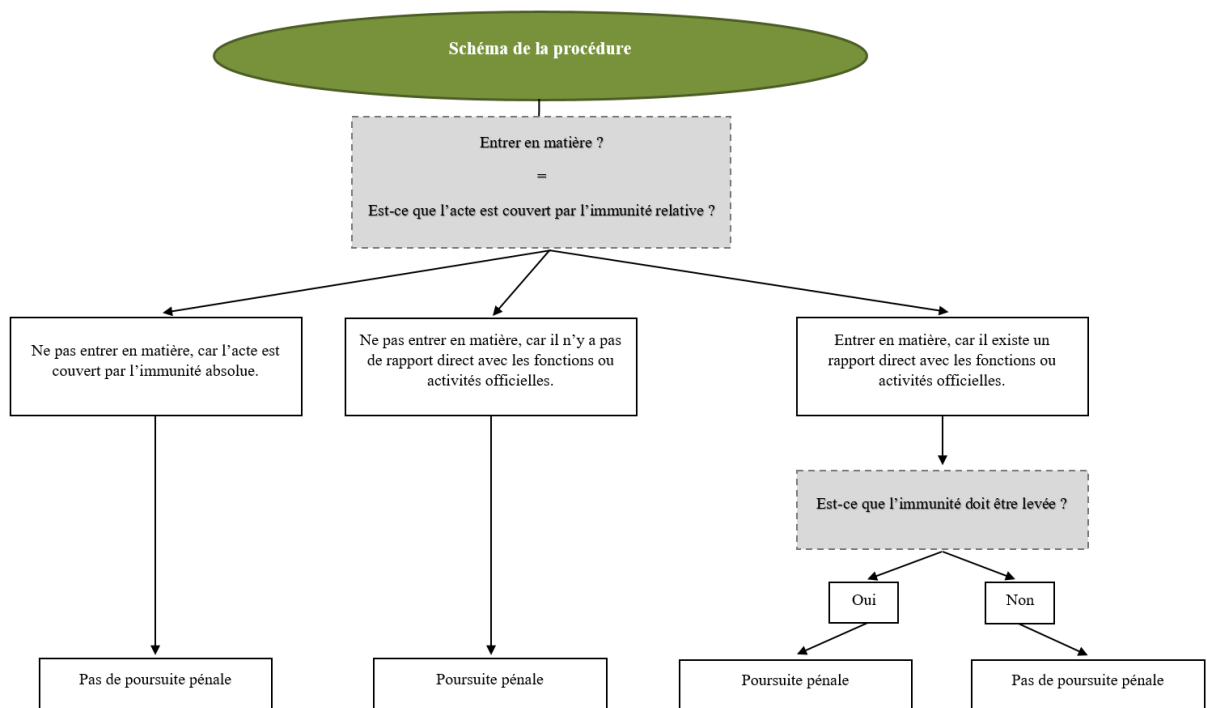 Schéma de la procédure
Entrer en matière ?
=
Est-ce que l’acte est couvert par l’immunité relative ?
Ne pas entrer en matière, car l’acte est
couvert par l’immunité absolue.
Ne pas entrer en matière, car il n’y a pas
de rapport direct avec les fonctions ou
activités officielles.
Entrer en matière, car il existe un
rapport direct avec les fonctions ou
activités officielles.
Est-ce que l’immunité doit être levée ?
Oui
Non
Pas de poursuite pénale
Poursuite pénale
Poursuite pénale
Pas de poursuite pénale